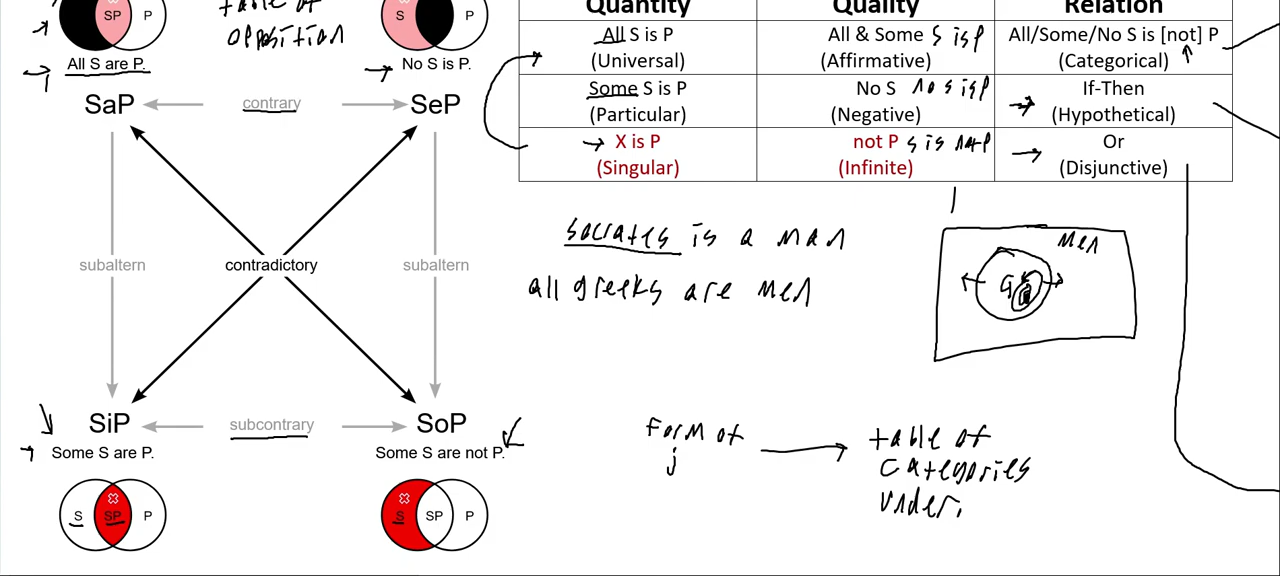 S SP P
table of
opposition
S P
All S are P.
No S is P.
SaP contrary SeP
subaltern contradictory subaltern
SiP subcontrary SoP
Some S are P.
Some S are not P.
S SP P
S SP P
Quantity Quality Relation
All S is P
(Universal)
All & Some S is P
(Affirmative)
All/Some/No S is [not] P
(Categorical)
Some S is P
(Particular)
No S no S is P
(Negative)
If-Then
(Hypothetical)
X is P
(Singular)
not P S is not P
(Infinite)
Or
(Disjunctive)
Socrates is a man
all greeks are men
men
G
form of
j
table of
categories
under.